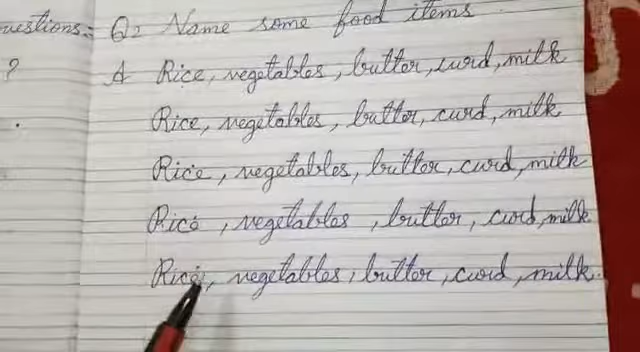 uestions:- Q2 Name some food items
? A Rice, vegetables, butter, curd, milk
. Rice, vegetables, butter, curd, milk
Rice, vegetables, butter, curd, milk
Rice, vegetables, butter, curd, milk
Rice, vegetables, butter, curd, milk.